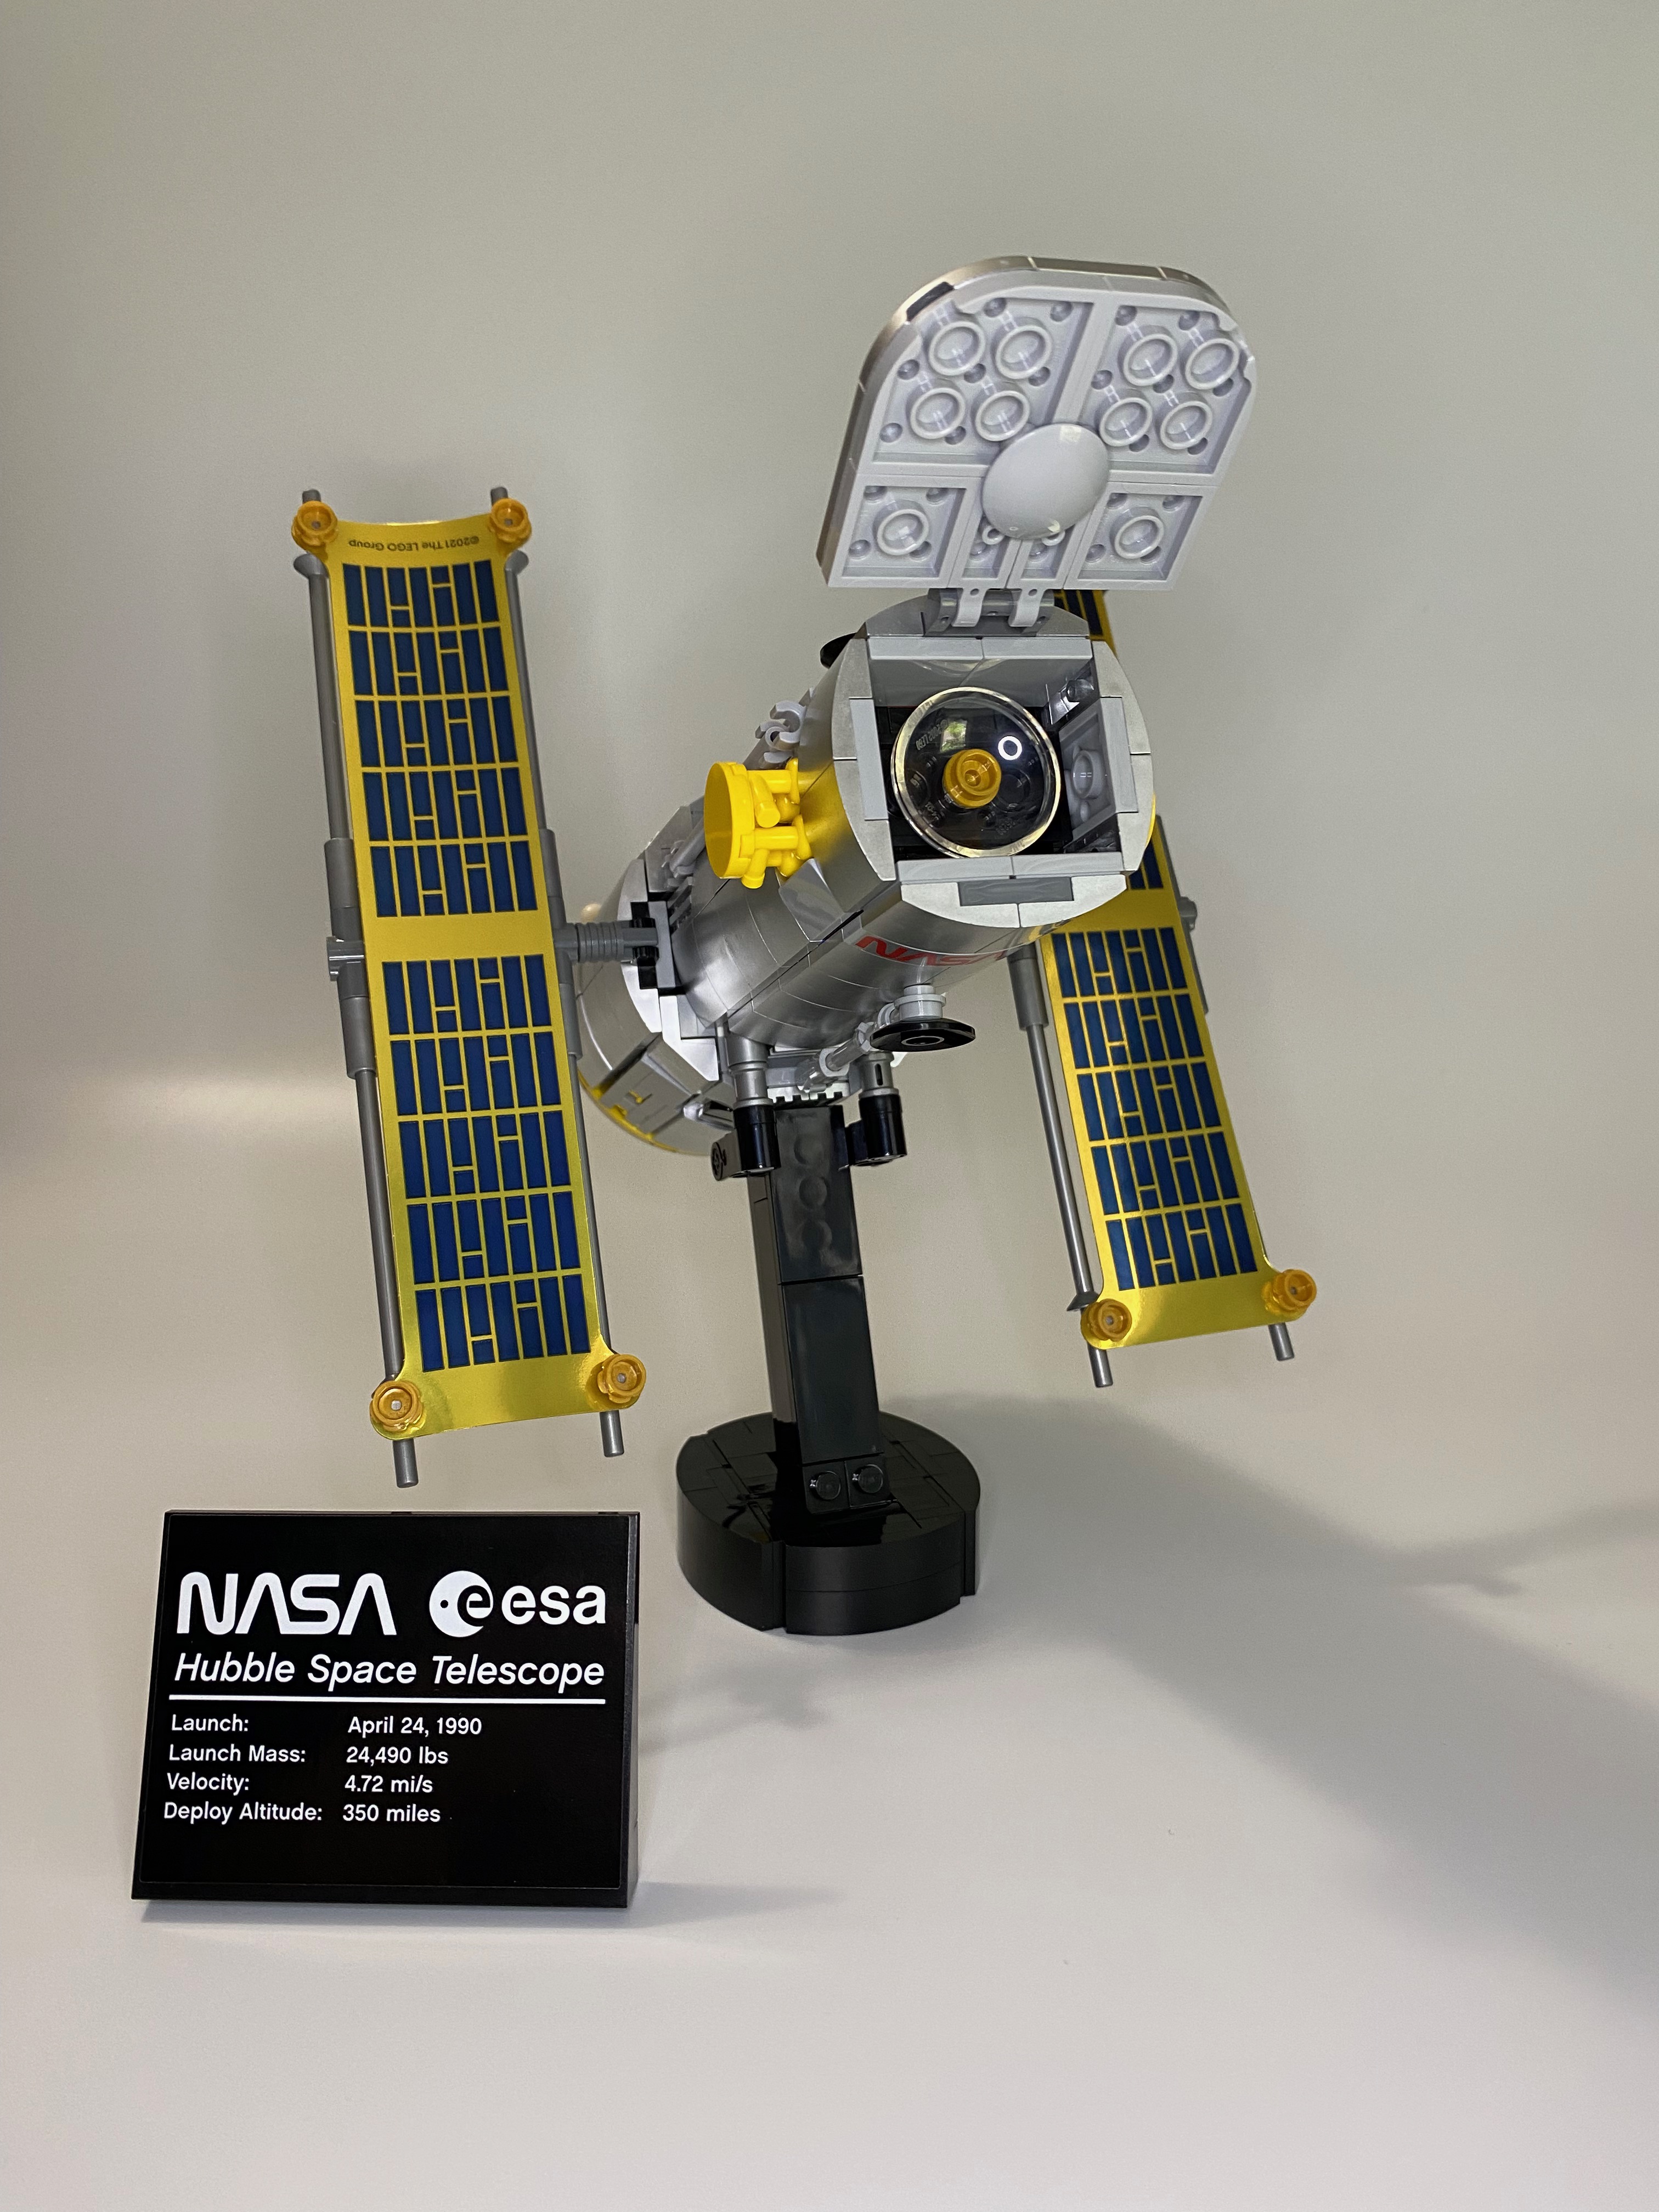 ©2021 The LEGO Group
NASA
NASA esa
Hubble Space Telescope
Launch: April 24, 1990
Launch Mass: 24,490 lbs
Velocity: 4.72 mi/s
Deploy Altitude: 350 miles